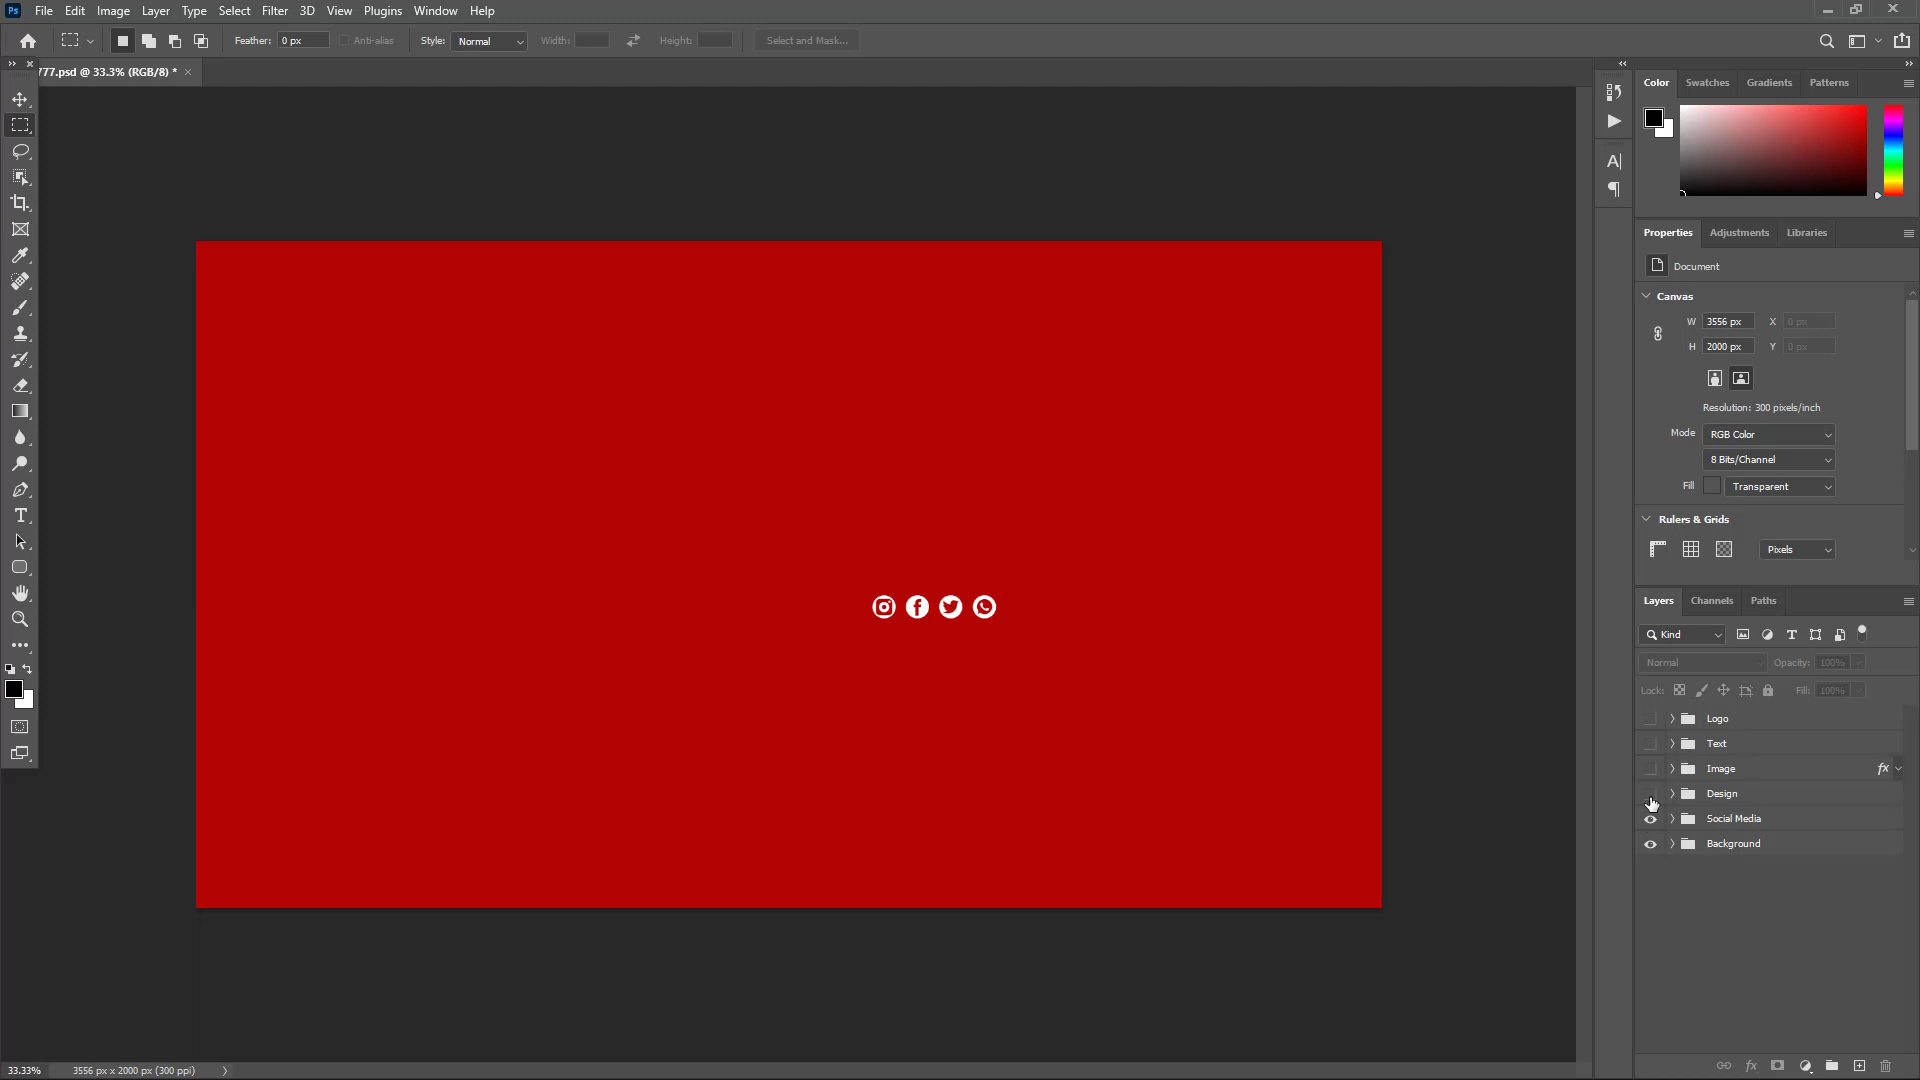 Ps File Edit Image Layer Type Select Filter 3D View Plugins Window Help
Feather: 0 px Anti-alias Style: Normal Width: Height: Select and Mask...
777.psd @ 33.3% (RGB/8) * ×
Color Swatches Gradients Patterns
Properties Adjustments Libraries
Document
Canvas
W 3556 px X 0 px
H 2000 px Y 0 px
Resolution: 300 pixels/inch
Mode RGB Color
8 Bits/Channel
Fill Transparent
Rulers & Grids
Pixels
Layers Channels Paths
Kind
Normal Opacity: 100%
Lock: Fill: 100%
Logo
Text
Image fx
Design
Social Media
Background
33.33% 3556 px x 2000 px (300 ppi)